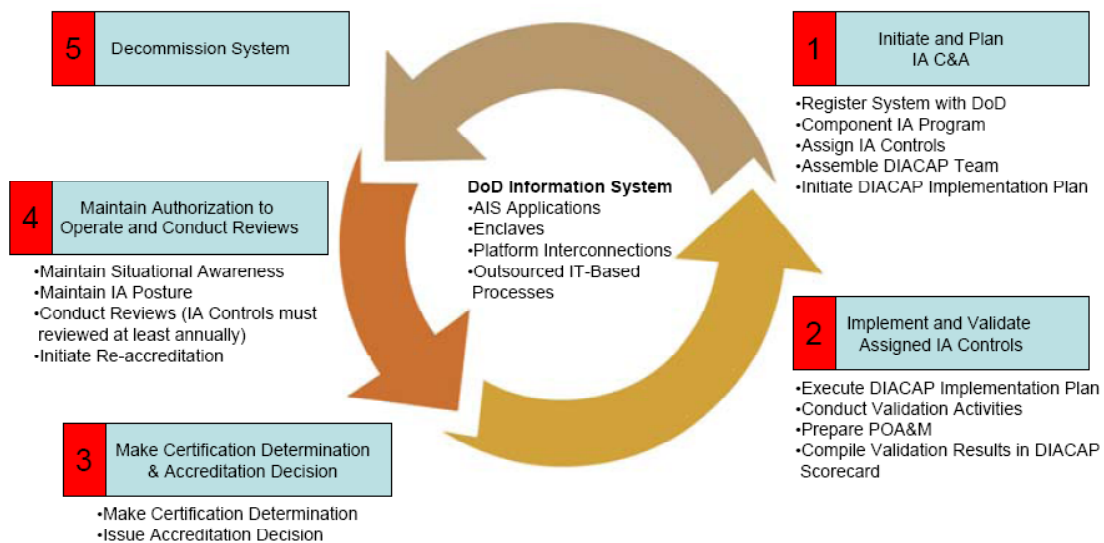 5
Decommission System
1
Initiate and Plan
IA C&A
•Register System with DoD
•Component IA Program
•Assign IA Controls
•Assemble DIACAP Team
•Initiate DIACAP Implementation Plan
DoD Information System
•AIS Applications
•Enclaves
•Platform Interconnections
•Outsourced IT-Based
Processes
4
Maintain Authorization to
Operate and Conduct Reviews
•Maintain Situational Awareness
•Maintain IA Posture
•Conduct Reviews (IA Controls must
reviewed at least annually)
•Initiate Re-accreditation
2
Implement and Validate
Assigned IA Controls
•Execute DIACAP Implementation Plan
•Conduct Validation Activities
•Prepare POA&M
•Compile Validation Results in DIACAP
Scorecard
3
Make Certification Determination
& Accreditation Decision
•Make Certification Determination
•Issue Accreditation Decision